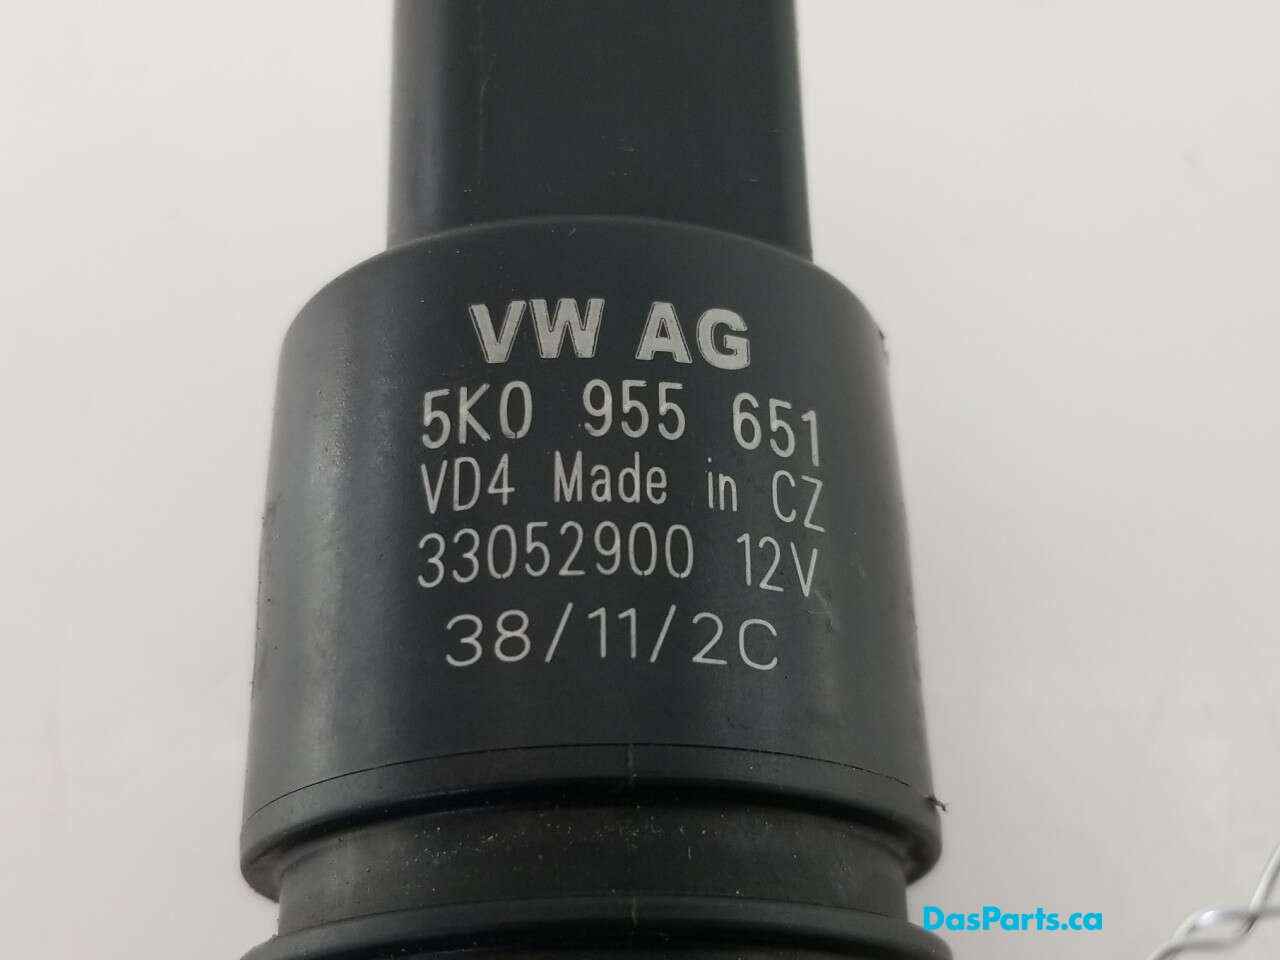 VW AG
5K0 955 651
VD4 Made in CZ
33052900 12V
38/11/2C
DasParts.ca